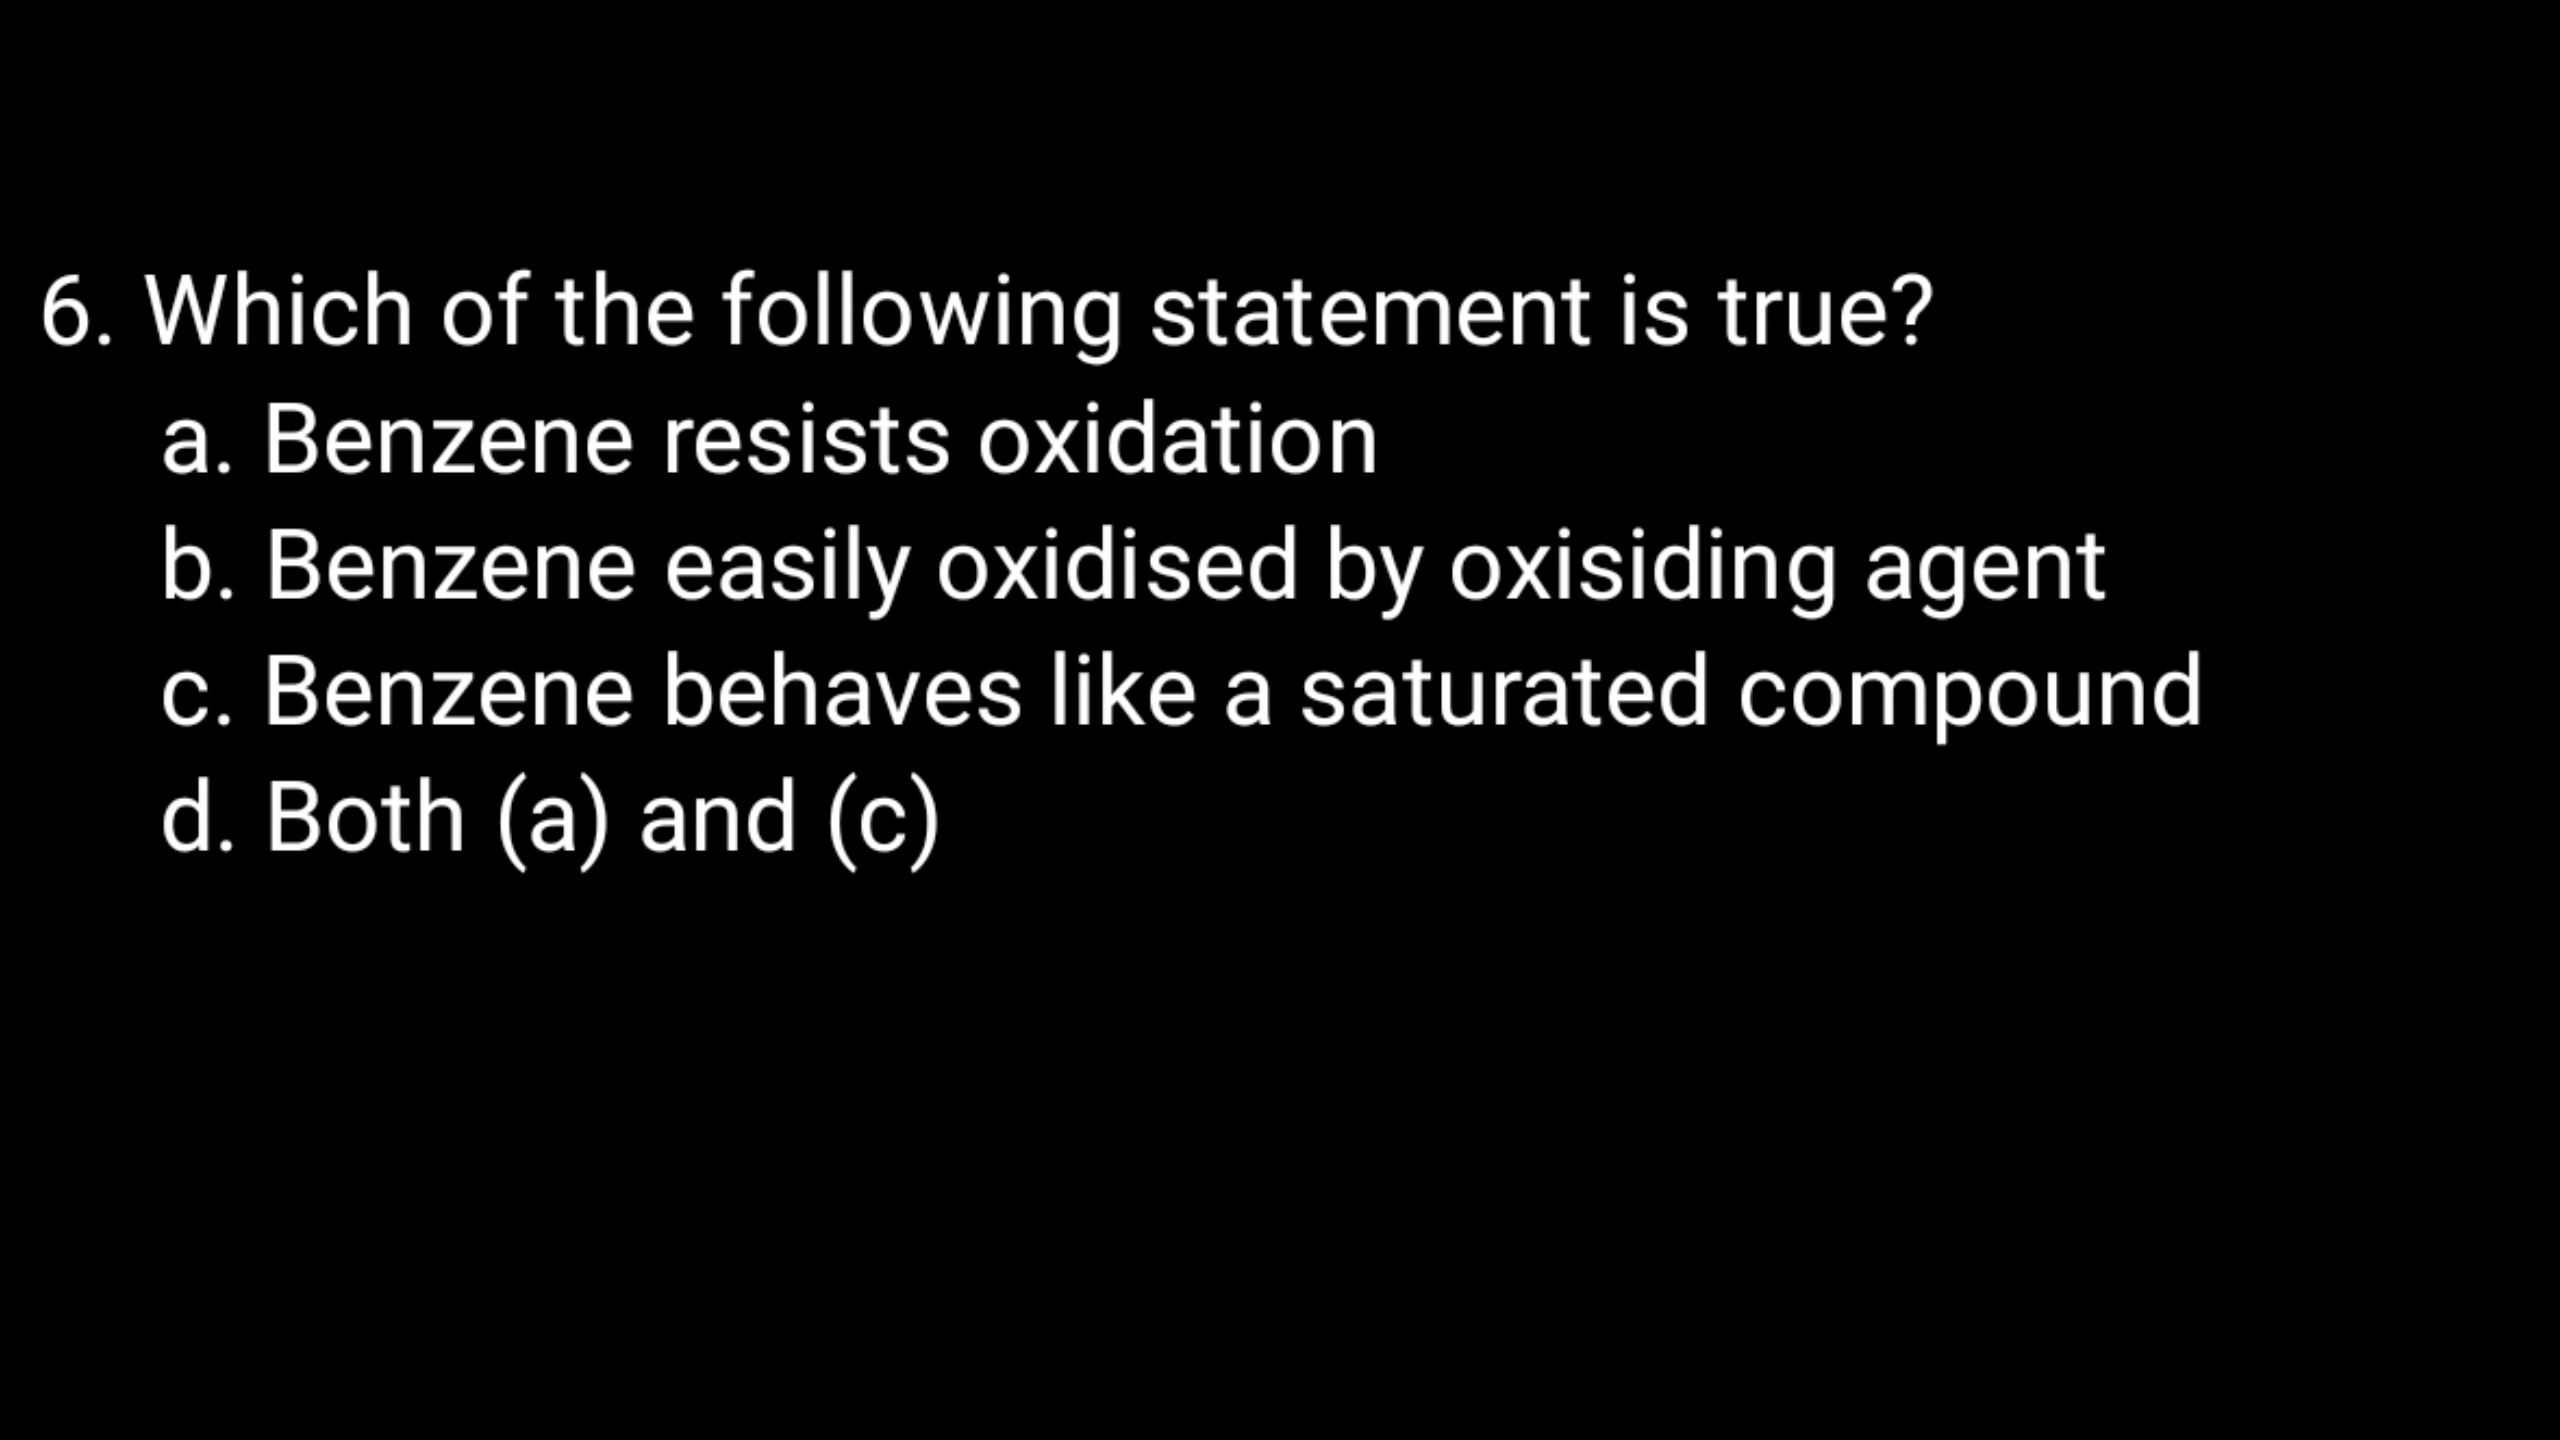 6. Which of the following statement is true?
a. Benzene resists oxidation
b. Benzene easily oxidised by oxisiding agent
c. Benzene behaves like a saturated compound
d. Both (a) and (c)